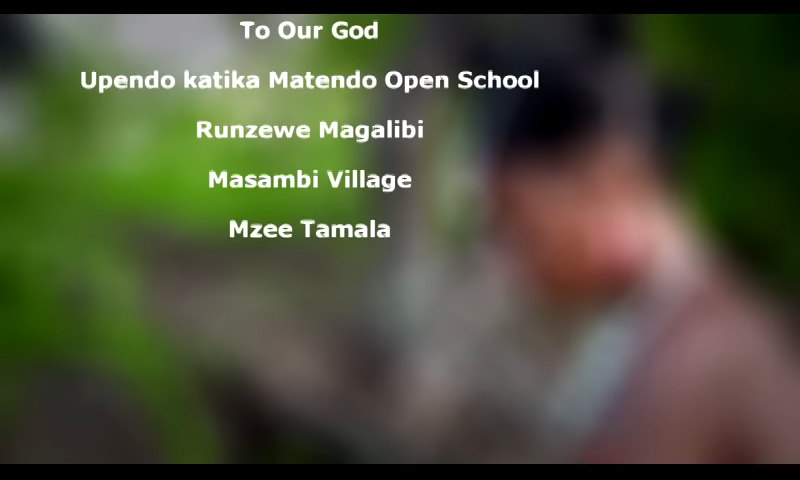 To Our God
Upendo katika Matendo Open School
Runzewe Magalibi
Masambi Village
Mzee Tamala